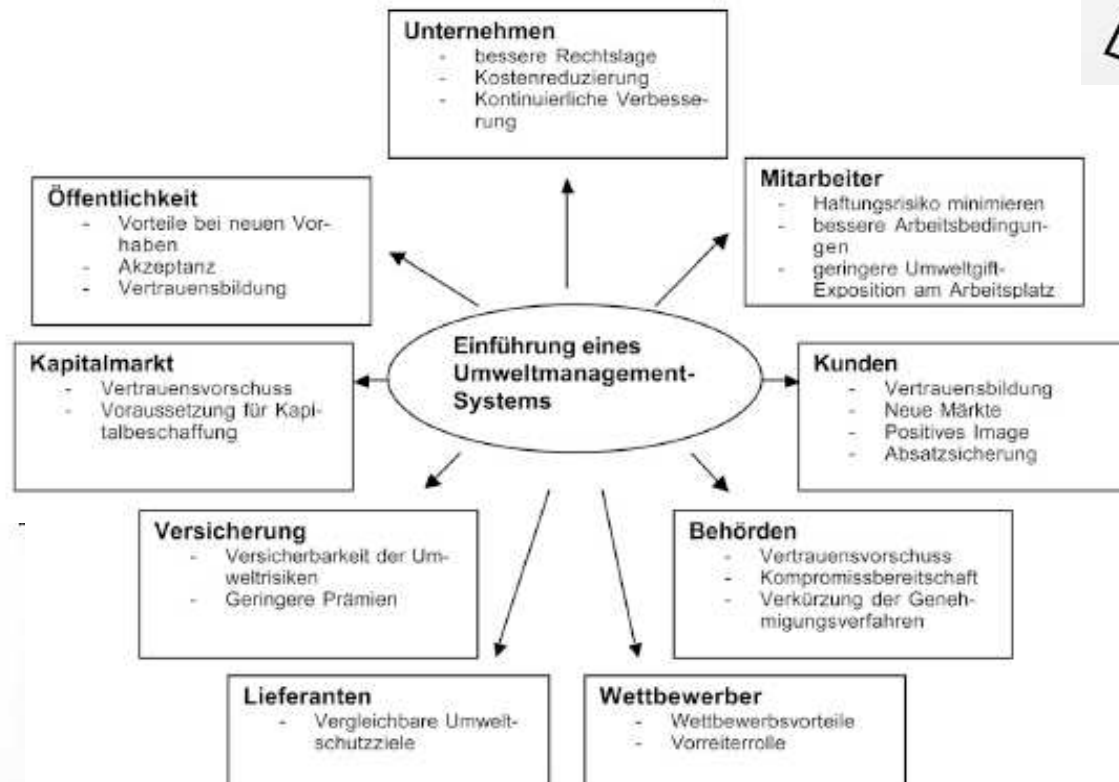 Unternehmen
- bessere Rechtslage
- Kostenreduzierung
- Kontinuierliche Verbesse-
rung
Öffentlichkeit
- Vorteile bei neuen Vor-
haben
- Akzeptanz
- Vertrauensbildung
Mitarbeiter
- Haftungsrisiko minimieren
- bessere Arbeitsbedingun-
gen
- geringere Umweltgift-
Exposition am Arbeitsplatz
Kapitalmarkt
- Vertrauensvorschuss
- Voraussetzung für Kapi-
talbeschaffung
Einführung eines
Umweltmanagement-
Systems
Kunden
- Vertrauensbildung
- Neue Märkte
- Positives Image
- Absatzsicherung
Versicherung
- Versicherbarkeit der Um-
weltrisiken
- Geringere Prämien
Behörden
- Vertrauensvorschuss
- Kompromissbereitschaft
- Verkürzung der Geneh-
migungsverfahren
Lieferanten
- Vergleichbare Umwelt-
schutzziele
Wettbewerber
- Wettbewerbsvorteile
- Vorreiterrolle